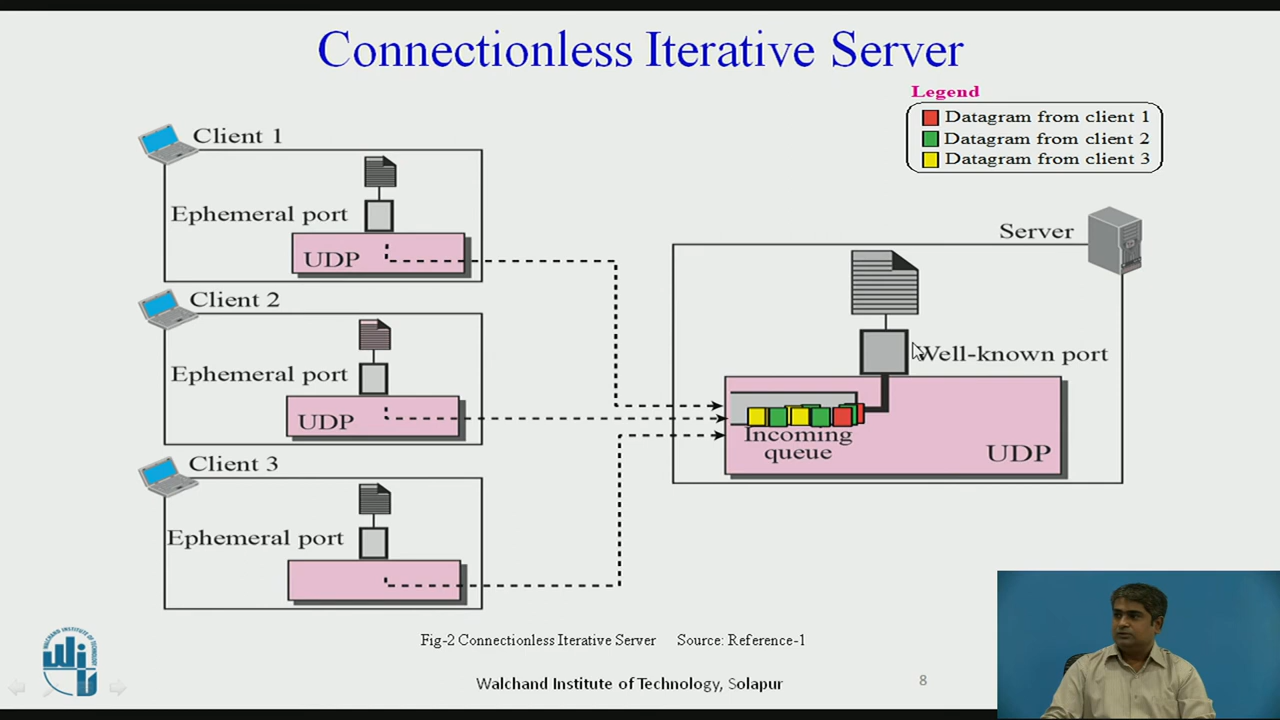 Connectionless Iterative Server
Legend
Datagram from client 1
Datagram from client 2
Datagram from client 3
Client 1
Ephemeral port
UDP
Client 2
Ephemeral port
UDP
Client 3
Ephemeral port
Server
Well-known port
Incoming
queue
UDP
Fig-2 Connectionless Iterative Server Source: Reference-1
Walchand Institute of Technology, Solapur
8